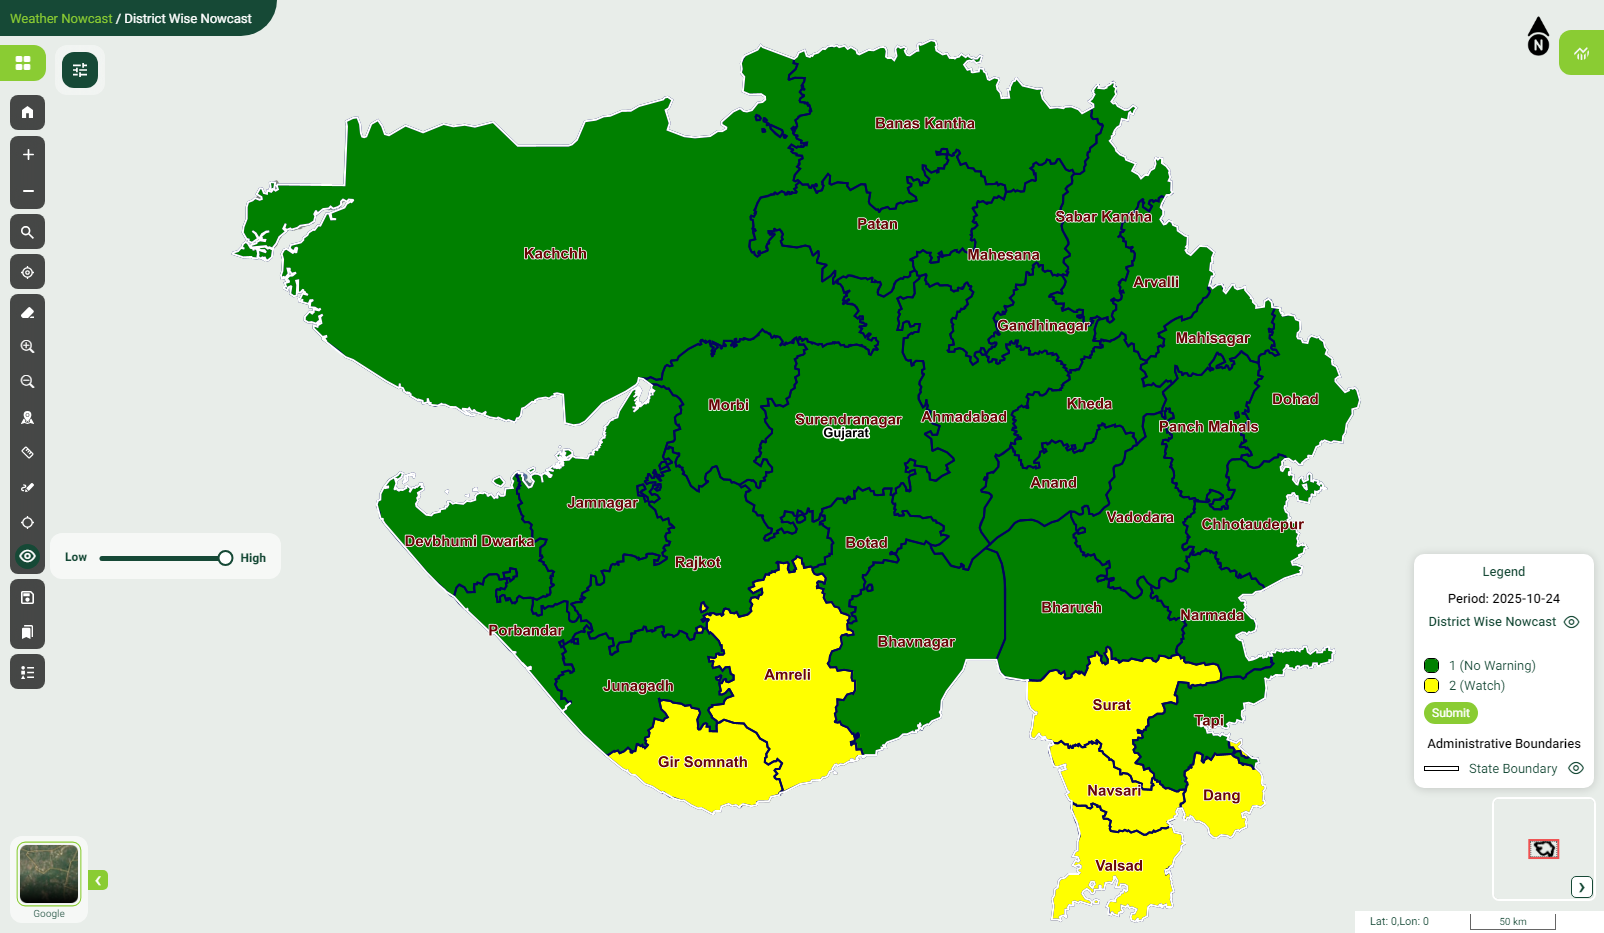 Weather Nowcast / District Wise Nowcast
N
Banas Kantha
Patan
Sabar Kantha
Kachchh
Mahesana
Arvalli
Gandhinagar
Mahisagar
Morbi
Surendranagar
Gujarat
Ahmadabad
Kheda
Dohad
Panch Mahals
Jamnagar
Anand
Vadodara
Chhotaudepur
Devbhumi Dwarka
Botad
Rajkot
Low
High
Bharuch
Narmada
Porbandar
Bhavnagar
Junagadh
Amreli
Surat
Tapi
Gir Somnath
Navsari
Dang
Valsad
Legend
Period: 2025-10-24
District Wise Nowcast
1 (No Warning)
2 (Watch)
Submit
Administrative Boundaries
State Boundary
Google
Lat: 0,Lon: 0
50 km